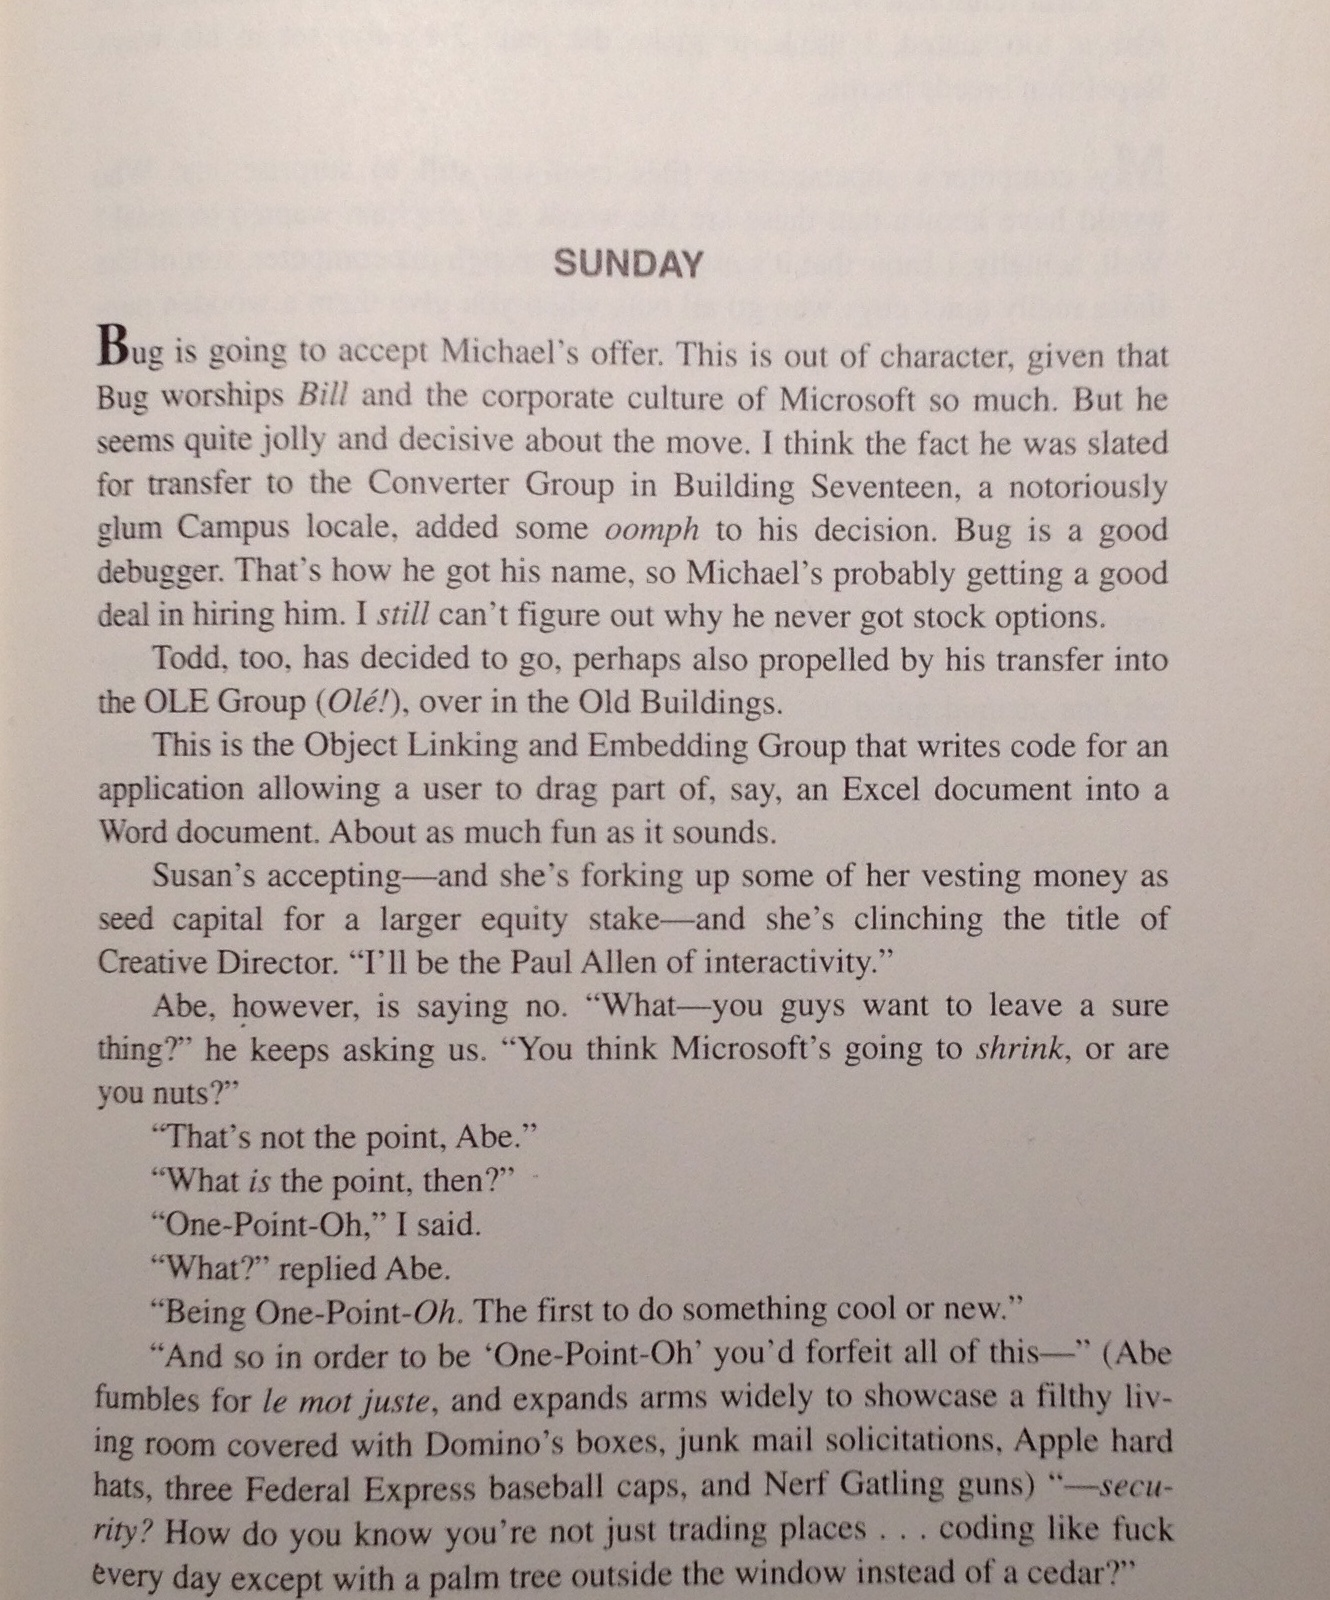 SUNDAY
Bug is going to accept Michael's offer. This is out of character, given that
Bug worships Bill and the corporate culture of Microsoft so much. But he
seems quite jolly and decisive about the move. I think the fact he was slated
for transfer to the Converter Group in Building Seventeen, a notoriously
glum Campus locale, added some oomph to his decision. Bug is a good
debugger. That's how he got his name, so Michael's probably getting a good
deal in hiring him. I still can't figure out why he never got stock options.
Todd, too, has decided to go, perhaps also propelled by his transfer into
the OLE Group (Olé!), over in the Old Buildings.
This is the Object Linking and Embedding Group that writes code for an
application allowing a user to drag part of, say, an Excel document into a
Word document. About as much fun as it sounds.
Susan's accepting—and she's forking up some of her vesting money as
seed capital for a larger equity stake—and she's clinching the title of
Creative Director. “I'll be the Paul Allen of interactivity.”
Abe, however, is saying no. “What—you guys want to leave a sure
thing?” he keeps asking us. “You think Microsoft's going to shrink, or are
you nuts?”
“That's not the point, Abe.”
“What is the point, then?”
“One-Point-Oh,” I said.
“What?” replied Abe.
“Being One-Point-Oh. The first to do something cool or new.”
“And so in order to be ‘One-Point-Oh’ you'd forfeit all of this—” (Abe
fumbles for le mot juste, and expands arms widely to showcase a filthy liv-
ing room covered with Domino's boxes, junk mail solicitations, Apple hard
hats, three Federal Express baseball caps, and Nerf Gatling guns) “—secu-
rity? How do you know you're not just trading places . . . coding like fuck
every day except with a palm tree outside the window instead of a cedar?”